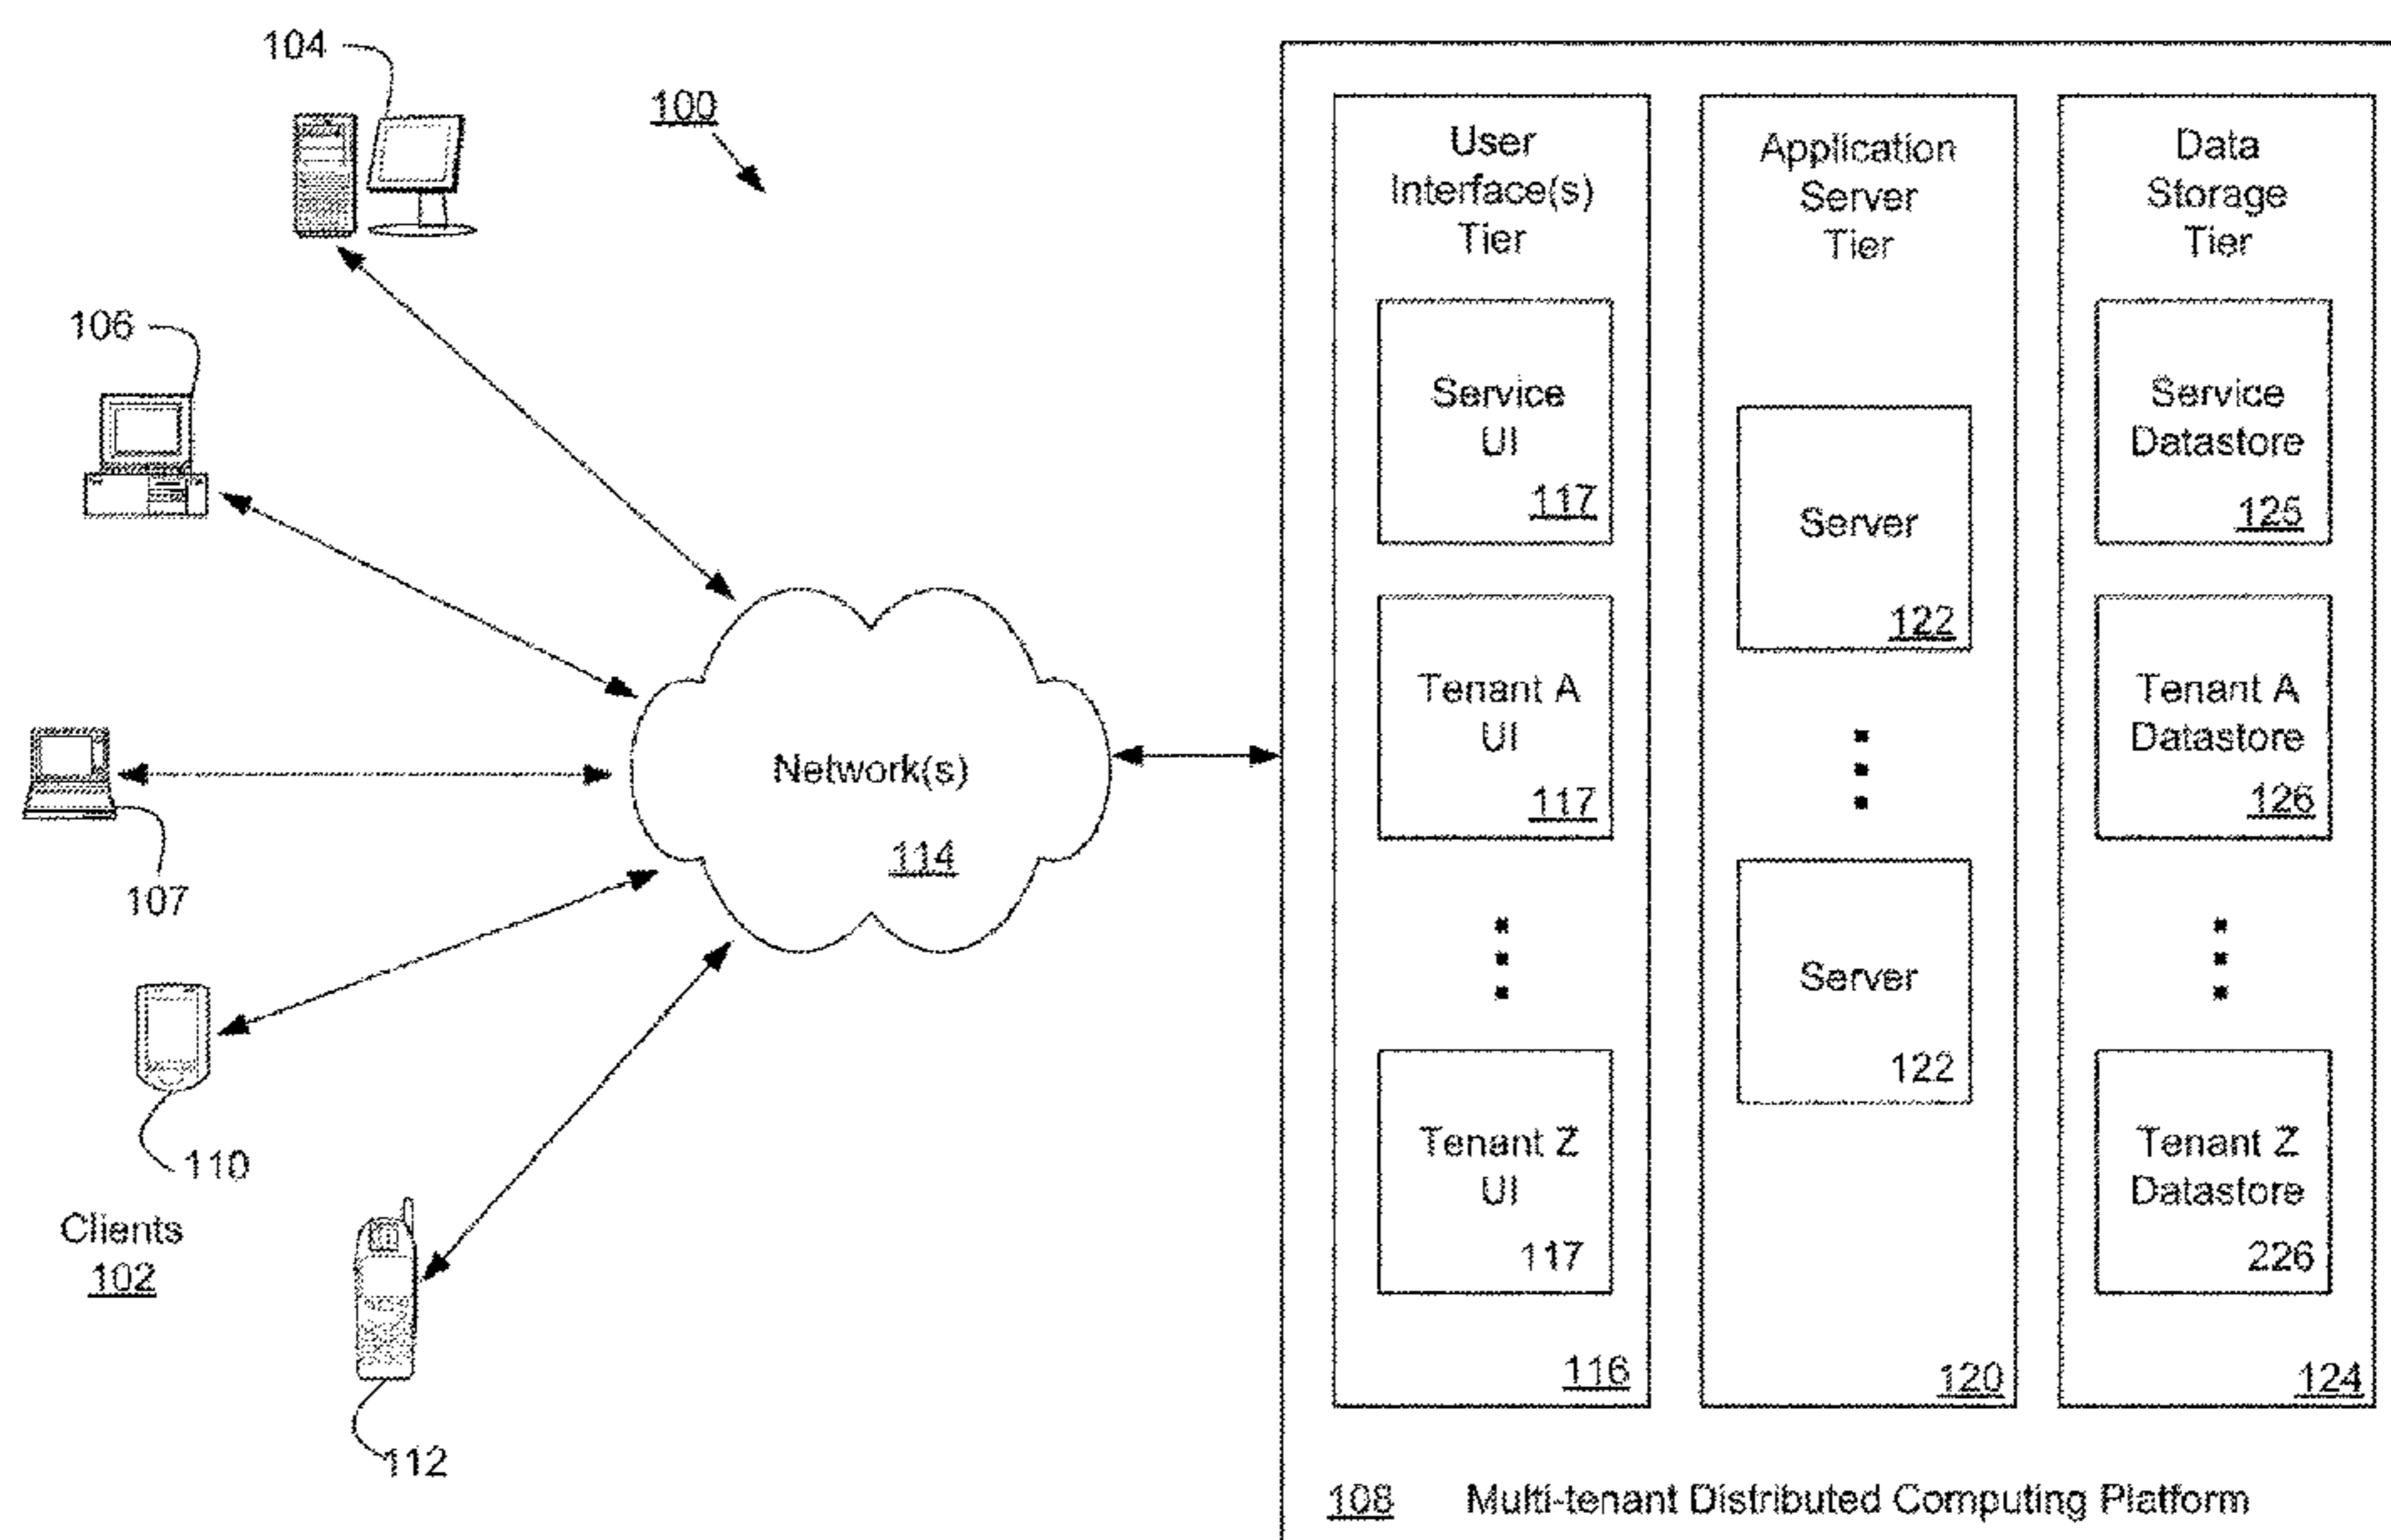 104
100
106
107
110
Clients
102
112
Network(s)
114
User
Interface(s)
Tier
Service
UI
117
Tenant A
UI
117
Tenant Z
UI
117
116
Application
Server
Tier
Server
122
Server
122
120
Data
Storage
Tier
Service
Datastore
125
Tenant A
Datastore
126
Tenant Z
Datastore
226
124
108 Multi-tenant Distributed Computing Platform